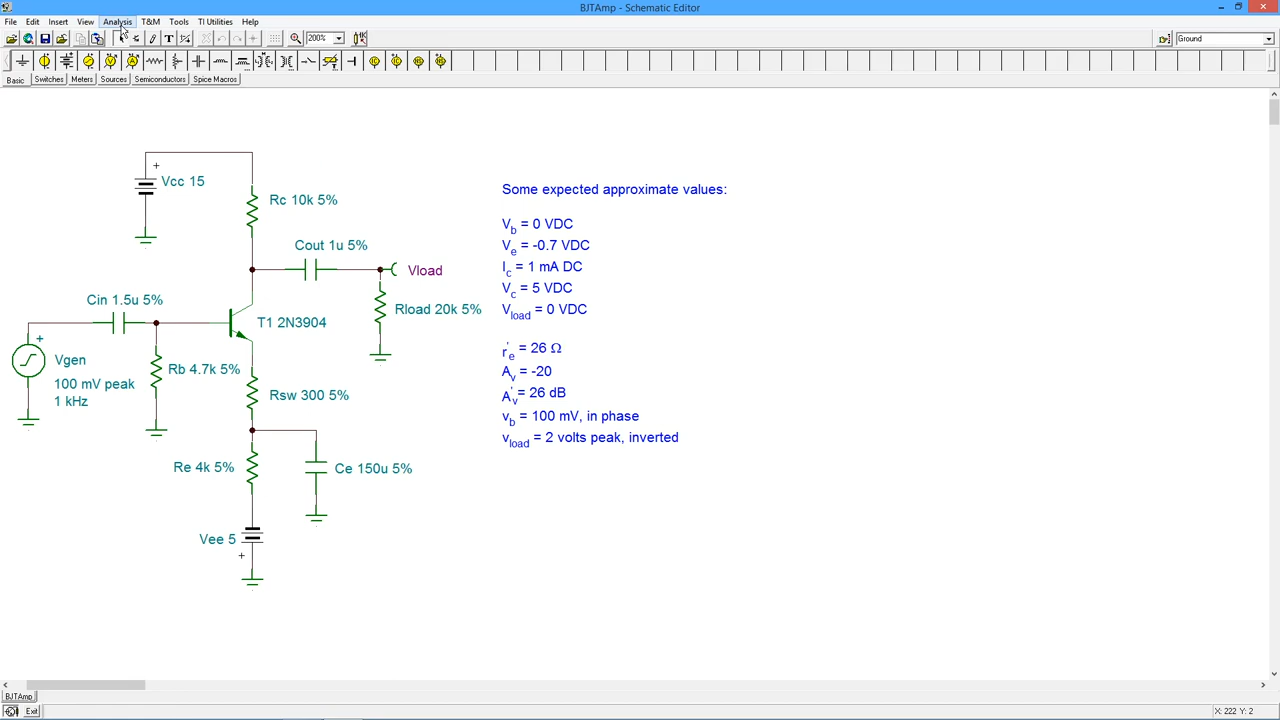 BJTAmp - Schematic Editor
File Edit Insert View Analysis T&M Tools TI Utilities Help
T 200% Ground
Basic Switches Meters Sources Semiconductors Spice Macros
+
Vcc 15
Rc 10k 5%
Cout 1u 5%
Vload
Cin 1.5u 5%
Rload 20k 5%
T1 2N3904
+
Vgen
100 mV peak
1 kHz
Rb 4.7k 5%
Rsw 300 5%
Re 4k 5%
Ce 150u 5%
Vee 5
+
Some expected approximate values:
Vb = 0 VDC
Ve = -0.7 VDC
Ic = 1 mA DC
Vc = 5 VDC
Vload = 0 VDC
r'e = 26 Ω
Av = -20
A'v = 26 dB
vb = 100 mV, in phase
vload = 2 volts peak, inverted
BJTAmp
Exit X: 222 Y: 2